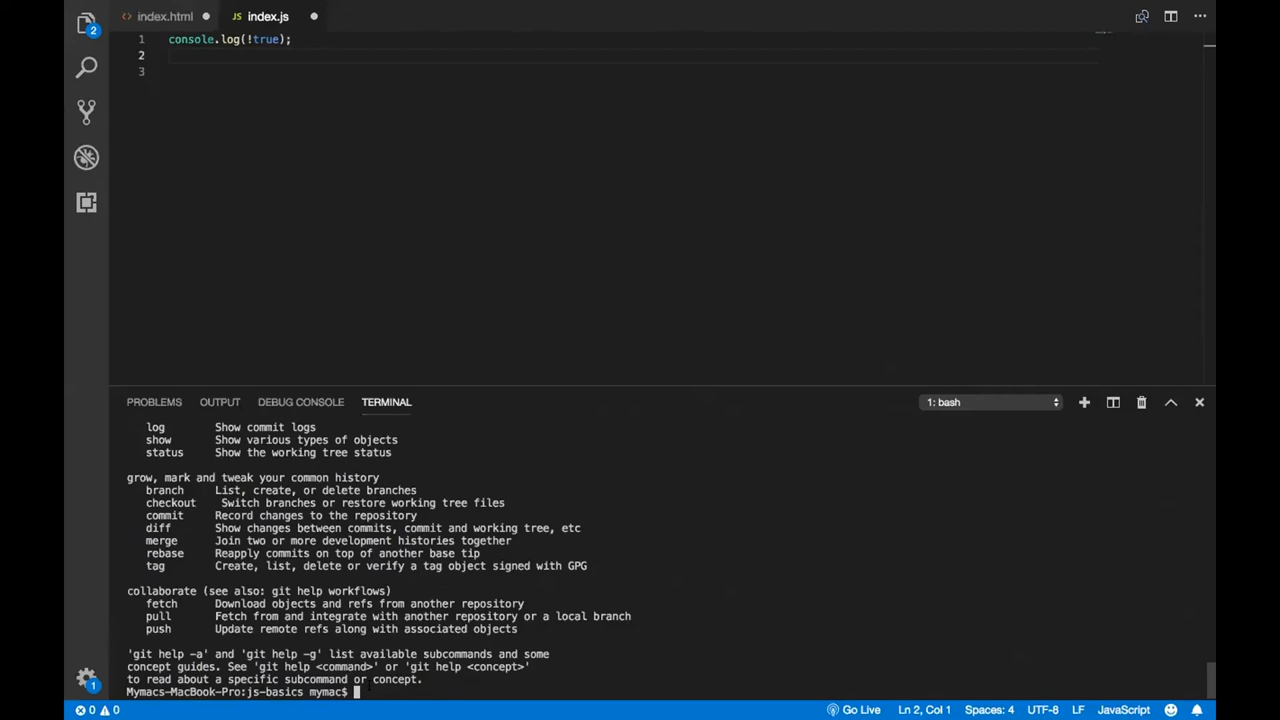 index.html
JS index.js
2
1 console.log(!true);
2
3
PROBLEMS OUTPUT DEBUG CONSOLE TERMINAL 1: bash
log Show commit logs
show Show various types of objects
status Show the working tree status
grow, mark and tweak your common history
branch List, create, or delete branches
checkout Switch branches or restore working tree files
commit Record changes to the repository
diff Show changes between commits, commit and working tree, etc
merge Join two or more development histories together
rebase Reapply commits on top of another base tip
tag Create, list, delete or verify a tag object signed with GPG
collaborate (see also: git help workflows)
fetch Download objects and refs from another repository
pull Fetch from and integrate with another repository or a local branch
push Update remote refs along with associated objects
'git help -a' and 'git help -g' list available subcommands and some
concept guides. See 'git help <command>' or 'git help <concept>'
to read about a specific subcommand or concept.
Mymacs-MacBook-Pro:js-basics mymac$
1
0 0 Go Live Ln 2, Col 1 Spaces: 4 UTF-8 LF JavaScript